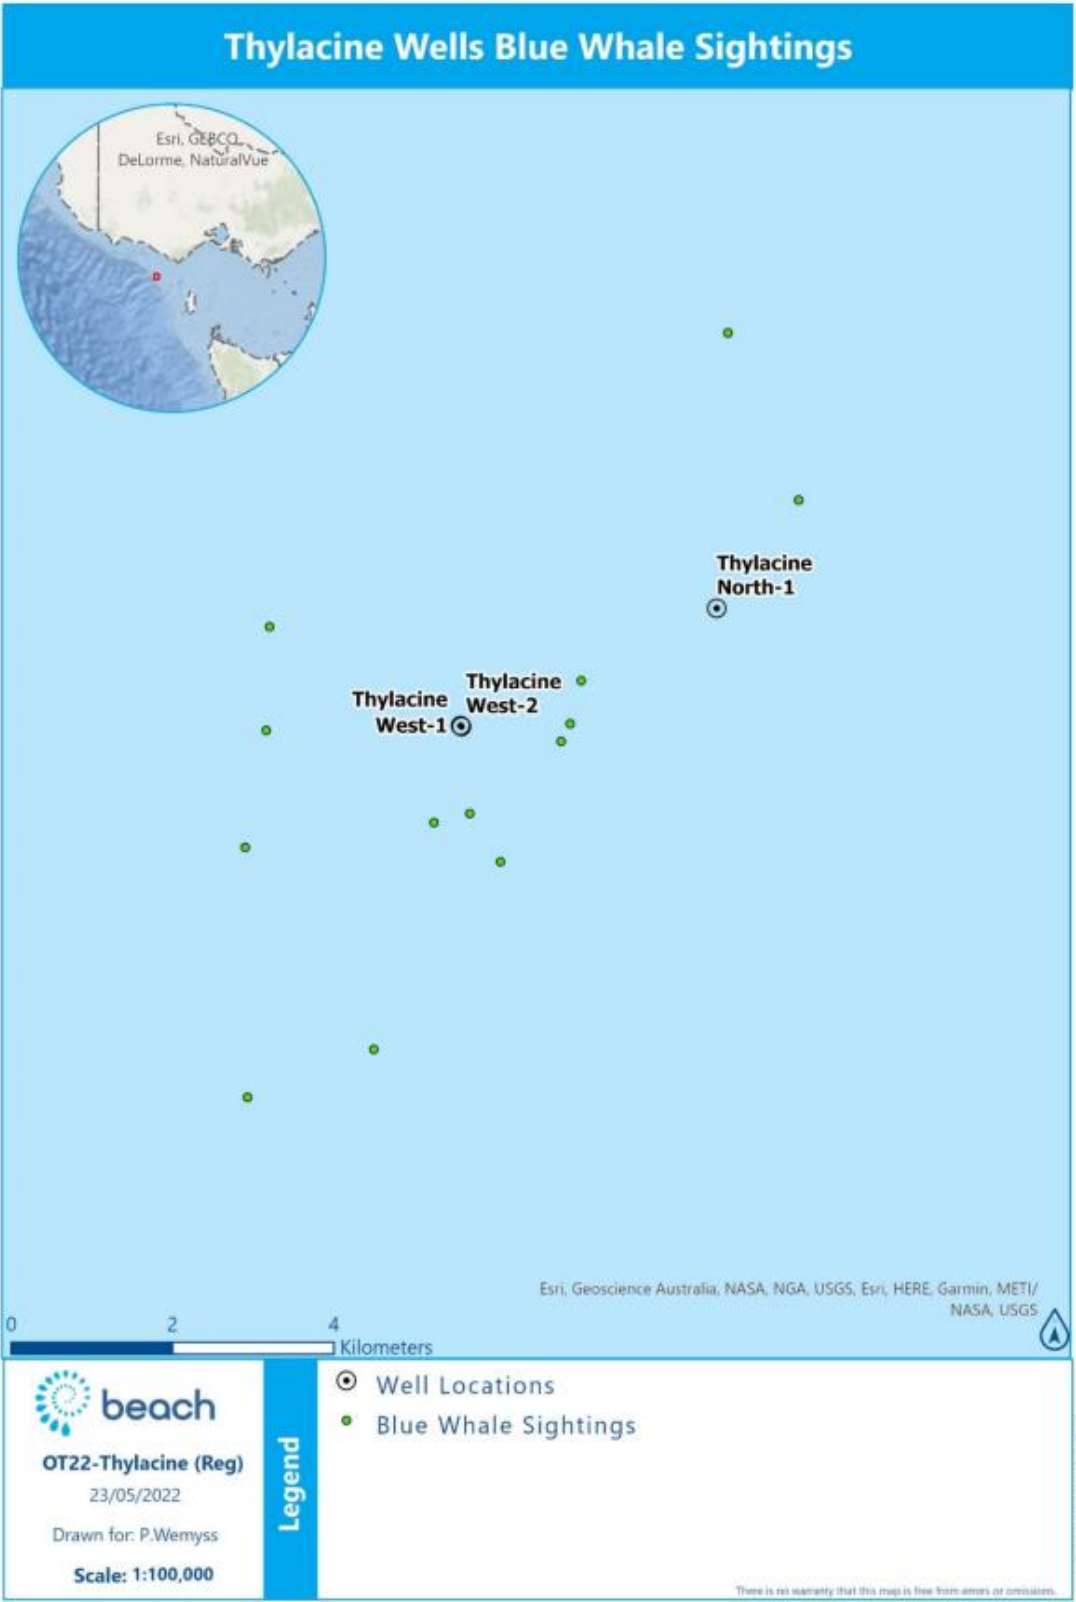 Thylacine Wells Blue Whale Sightings
Esri, GEBCO,
DeLorme, NaturalVue
Thylacine
North-1
Thylacine
West-2
Thylacine
West-1
Esri, Geoscience Australia, NASA, NGA, USGS, Esri, HERE, Garmin, METI/
NASA, USGS
0 2 4
Kilometers
beach
OT22-Thylacine (Reg)
23/05/2022
Drawn for: P.Wemyss
Scale: 1:100,000
Legend
Well Locations
Blue Whale Sightings
There is no warranty that this map is free from errors or omissions.